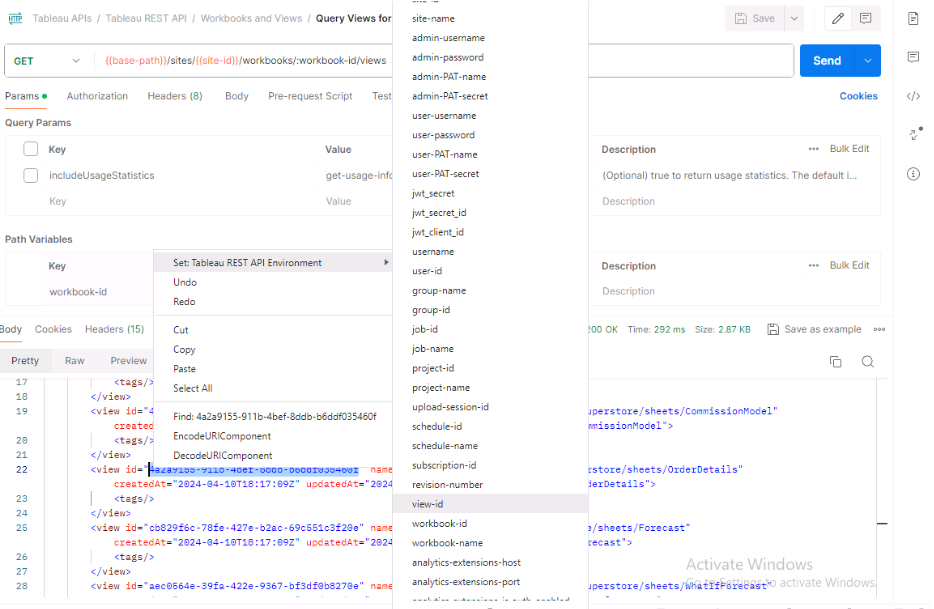 Tableau APIs / Tableau REST API / Workbooks and Views / Query Views for
Save
GET {{base-path}}/sites/{{site-id}}/workbooks/:workbook-id/views
Send
Params Authorization Headers (8) Body Pre-request Script Test
Cookies
Query Params
Key Value Description ••• Bulk Edit
includeUsageStatistics get-usage-info (Optional) true to return usage statistics. The default i...
Key Value Description
Path Variables
Key Description ••• Bulk Edit
workbook-id Description
Body Cookies Headers (15)
200 OK Time: 292 ms Size: 2.87 KB Save as example
Pretty Raw Preview
17 <tags/>
18 </view>
19 <view id="4
uperstore/sheets/CommissionModel"
created
mmissionModel">
20 <tags/>
21 </view>
22 <view id="4a2a9155-911b-4bef-8ddb-b6ddf035460f" name
rstore/sheets/OrderDetails"
createdAt="2024-04-10T18:17:09Z" updatedAt="2024
derDetails">
23 <tags/>
24 </view>
25 <view id="cb829f6c-78fe-427e-b2ac-69c551c3f20e" name
e/sheets/Forecast"
createdAt="2024-04-10T18:17:09Z" updatedAt="2024
recast">
26 <tags/>
27 </view>
28 <view id="aec0564e-39fa-422e-9367-bf3df0b8270e" name
uperstore/sheets/WhatIfForecast"
Set: Tableau REST API Environment
Undo
Redo
Cut
Copy
Paste
Select All
Find: 4a2a9155-911b-4bef-8ddb-b6ddf035460f
EncodeURIComponent
DecodeURIComponent
site-id
site-name
admin-username
admin-password
admin-PAT-name
admin-PAT-secret
user-username
user-password
user-PAT-name
user-PAT-secret
jwt_secret
jwt_secret_id
jwt_client_id
username
user-id
group-name
group-id
job-id
job-name
project-id
project-name
upload-session-id
schedule-id
schedule-name
subscription-id
revision-number
view-id
workbook-id
workbook-name
analytics-extensions-host
analytics-extensions-port
Activate Windows
Go to Settings to activate Windows.